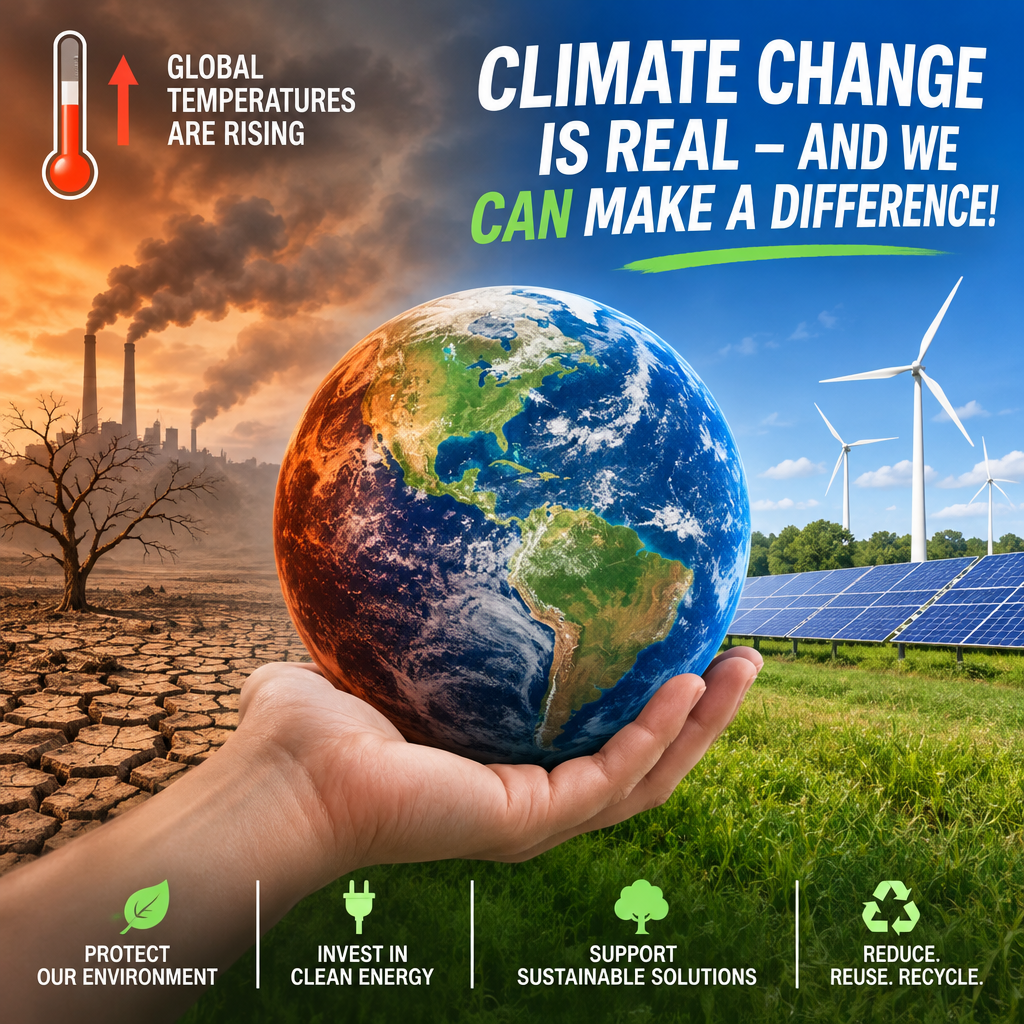 GLOBAL
TEMPERATURES
ARE RISING
CLIMATE CHANGE
IS REAL – AND WE
CAN MAKE A DIFFERENCE!
PROTECT
OUR ENVIRONMENT
INVEST IN
CLEAN ENERGY
SUPPORT
SUSTAINABLE SOLUTIONS
REDUCE.
REUSE. RECYCLE.